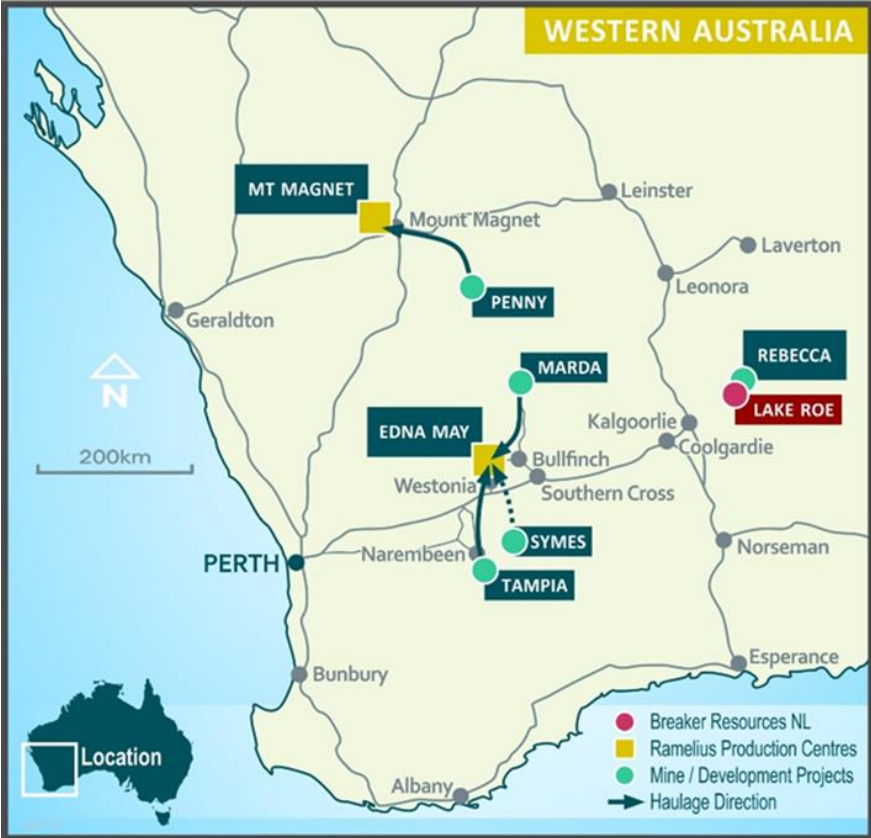 WESTERN AUSTRALIA
MT MAGNET
Leinster
Mount Magnet
Laverton
Leonora
PENNY
Geraldton
N
MARDA
REBECCA
LAKE ROE
EDNA MAY
Kalgoorlie
Coolgardie
200km
Bullfinch
Westonia
Southern Cross
SYMES
Norseman
Narembeen
PERTH
TAMPIA
Esperance
Bunbury
Location
Albany
Breaker Resources NL
Ramelius Production Centres
Mine / Development Projects
Haulage Direction